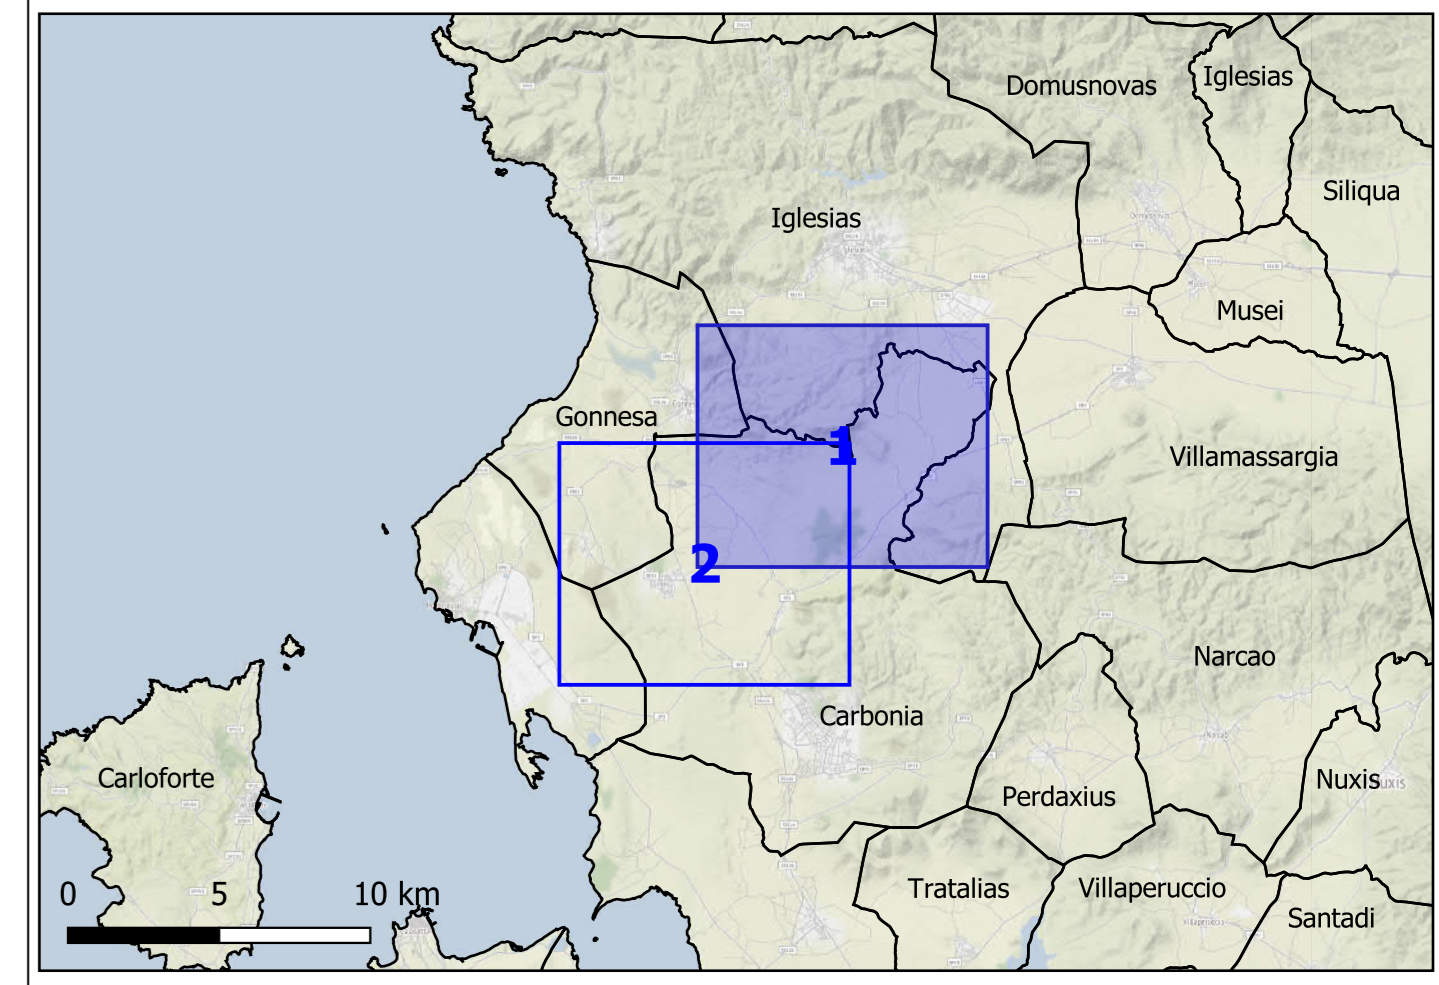 Domusnovas
Iglesias
Siliqua
Iglesias
Musei
Gonnesa
1
Villamassargia
2
Narcao
Carbonia
Carloforte
Perdaxius
Nuxis
Tratalias
Villaperuccio
Santadi
0 5 10 km